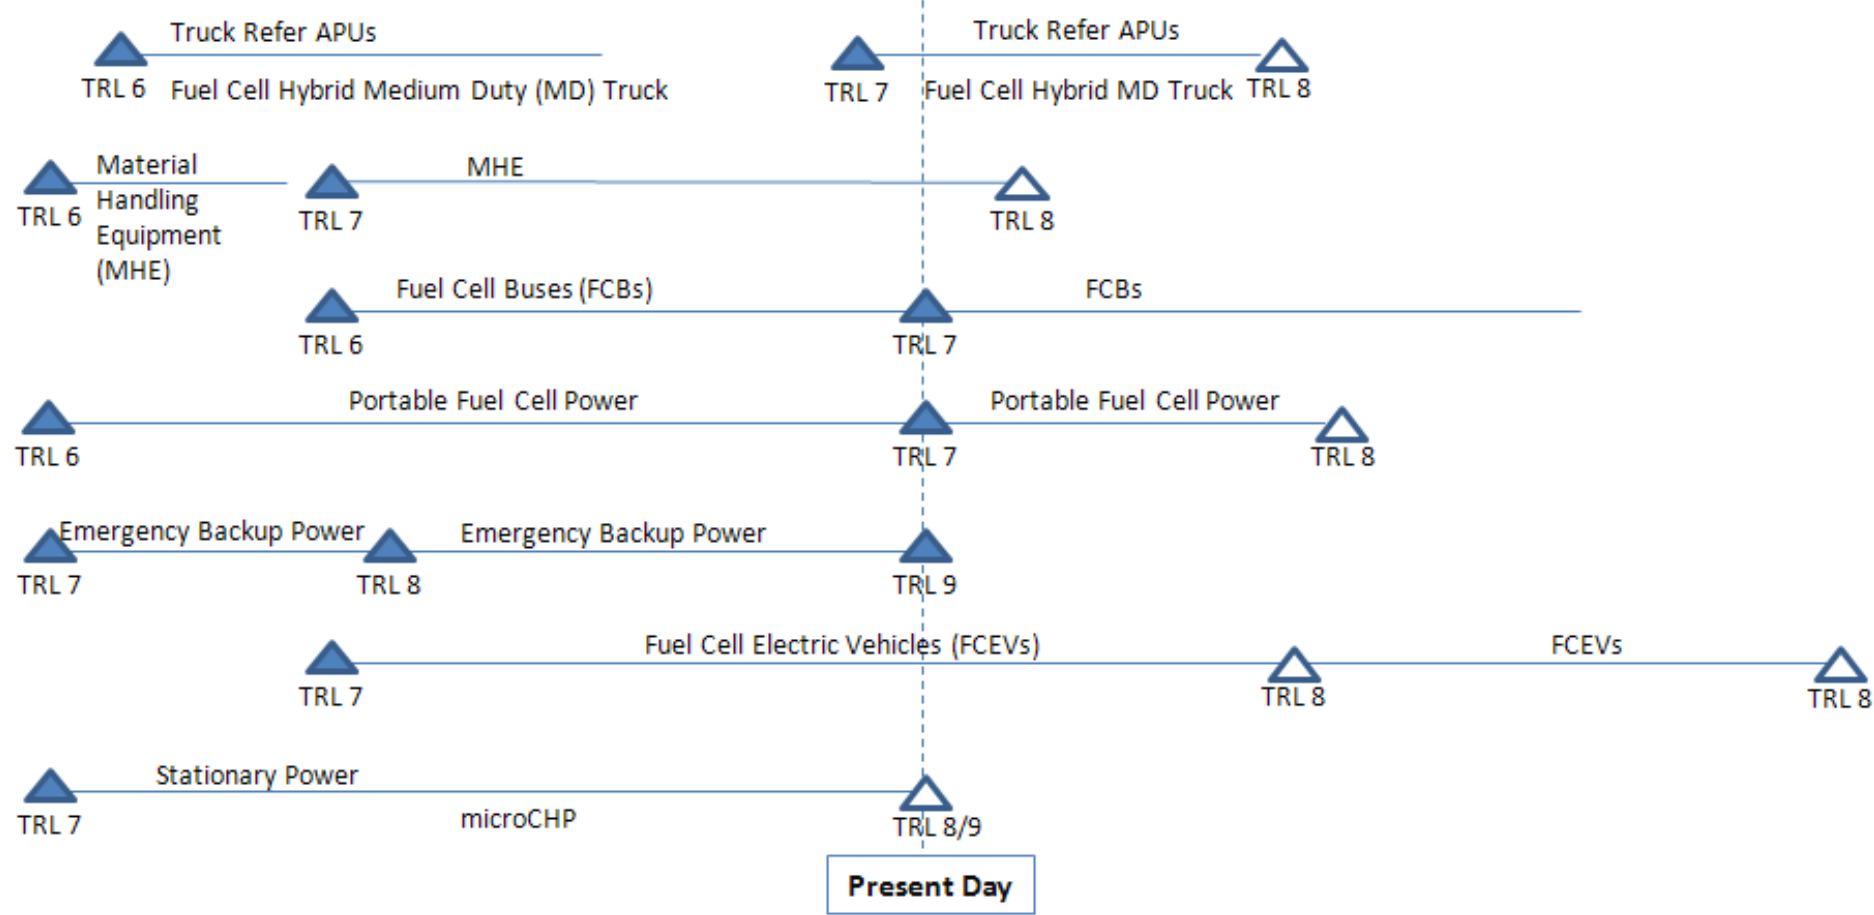 Truck Refer APUs
Truck Refer APUs
TRL 6
Fuel Cell Hybrid Medium Duty (MD) Truck
TRL 7
Fuel Cell Hybrid MD Truck
TRL 8
Material
Handling
Equipment
(MHE)
MHE
TRL 6
TRL 7
TRL 8
Fuel Cell Buses (FCBs)
FCBs
TRL 6
TRL 7
Portable Fuel Cell Power
Portable Fuel Cell Power
TRL 6
TRL 7
TRL 8
Emergency Backup Power
Emergency Backup Power
TRL 7
TRL 8
TRL 9
Fuel Cell Electric Vehicles (FCEVs)
FCEVs
TRL 7
TRL 8
TRL 8
Stationary Power
microCHP
TRL 7
TRL 8/9
Present Day